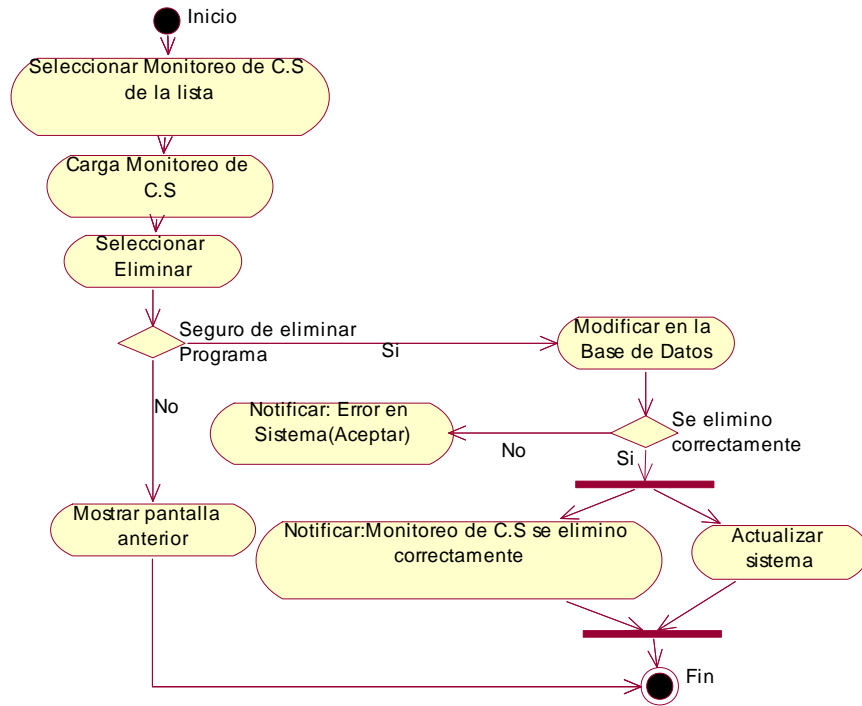 Inicio
Seleccionar Monitoreo de C.S
de la lista
Carga Monitoreo de
C.S
Seleccionar
Eliminar
Seguro de eliminar
Programa
Si
Modificar en la
Base de Datos
No
Notificar: Error en
Sistema(Aceptar)
No
Se elimino
correctamente
Si
Mostrar pantalla
anterior
Notificar:Monitoreo de C.S se elimino
correctamente
Actualizar
sistema
Fin